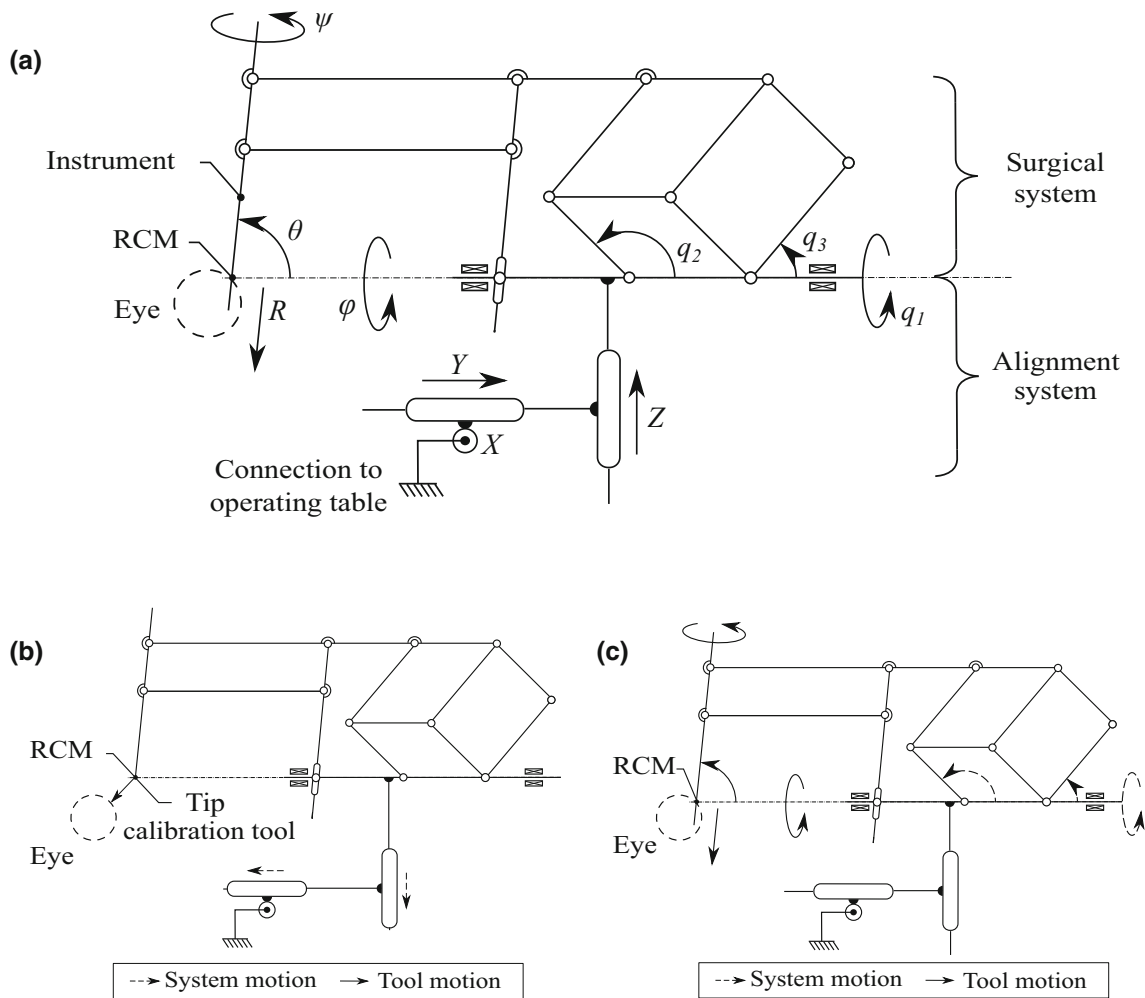 (a)
ψ
Instrument
RCM
θ
Eye
R
φ
q2
q3
q1
Surgical
system
Alignment
system
Y
X
Z
Connection to
operating table
(b)
RCM
Tip
calibration tool
Eye
System motion
Tool motion
(c)
RCM
Eye
System motion
Tool motion